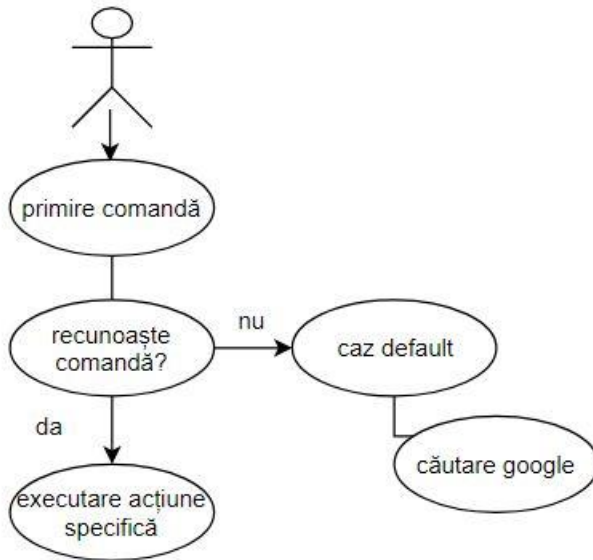 primire comandă
recunoaște
comandă?
nu
caz default
da
căutare google
executare acțiune
specifică